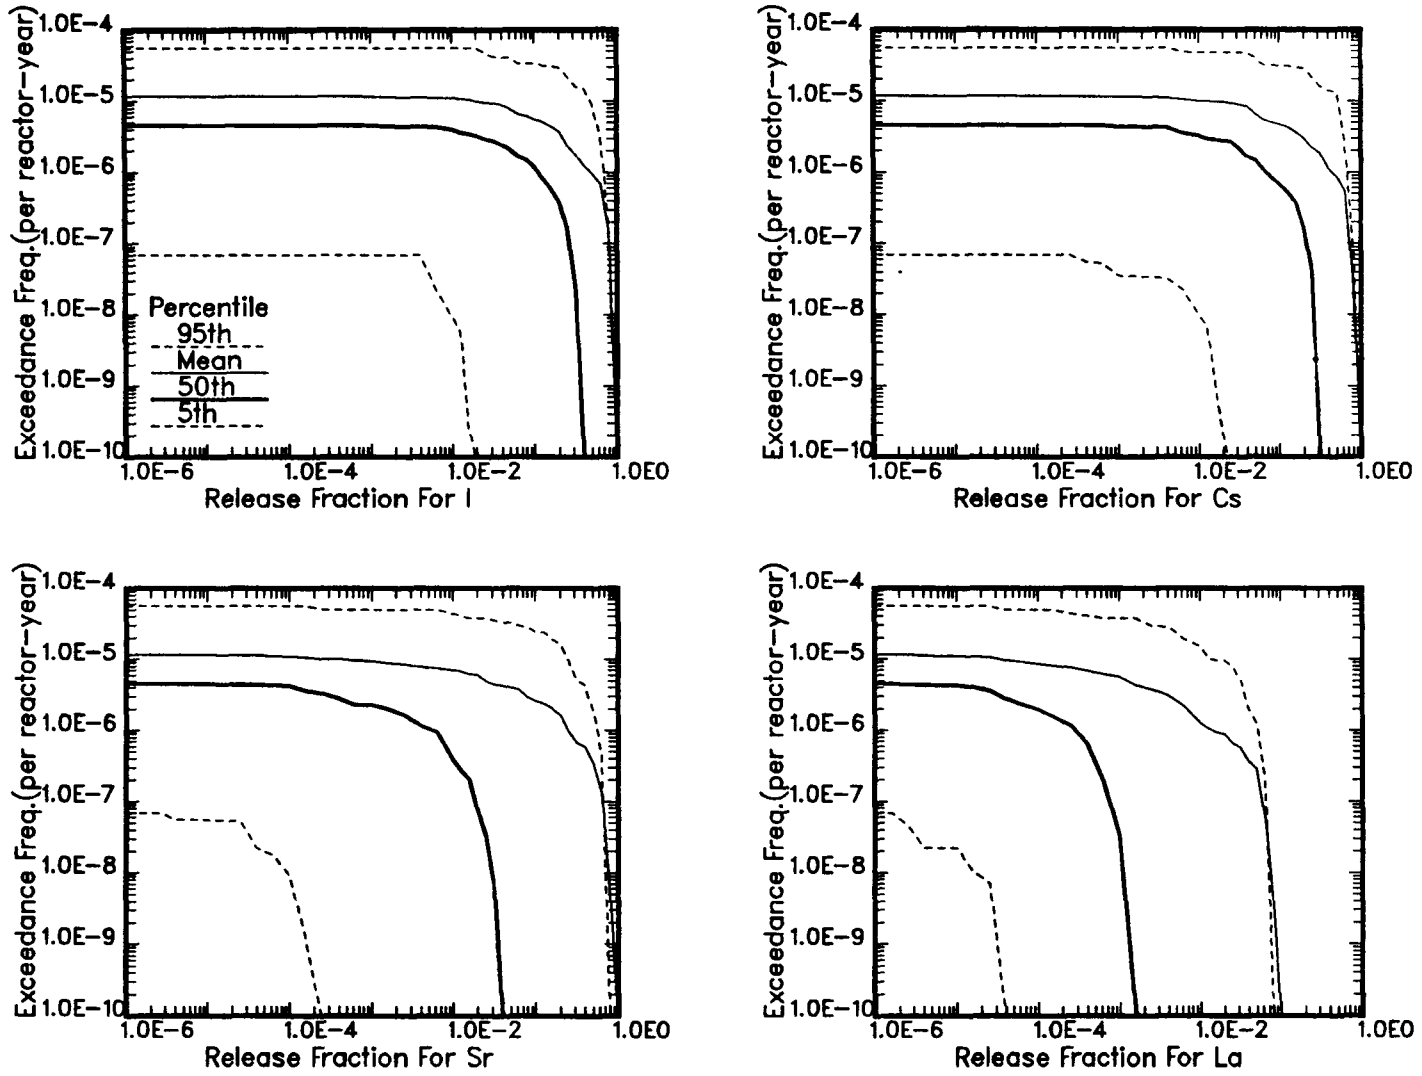 Exceedance Freq.(per reactor-year)
1.0E-4
1.0E-5
1.0E-6
1.0E-7
1.0E-8
1.0E-9
1.0E-10
Percentile
95th
Mean
50th
5th
1.0E-6 1.0E-4 1.0E-2 1.0E0
Release Fraction For I
Exceedance Freq.(per reactor-year)
1.0E-4
1.0E-5
1.0E-6
1.0E-7
1.0E-8
1.0E-9
1.0E-10
1.0E-6 1.0E-4 1.0E-2 1.0E0
Release Fraction For Cs
Exceedance Freq.(per reactor-year)
1.0E-4
1.0E-5
1.0E-6
1.0E-7
1.0E-8
1.0E-9
1.0E-10
1.0E-6 1.0E-4 1.0E-2 1.0E0
Release Fraction For Sr
Exceedance Freq.(per reactor-year)
1.0E-4
1.0E-5
1.0E-6
1.0E-7
1.0E-8
1.0E-9
1.0E-10
1.0E-6 1.0E-4 1.0E-2 1.0E0
Release Fraction For La